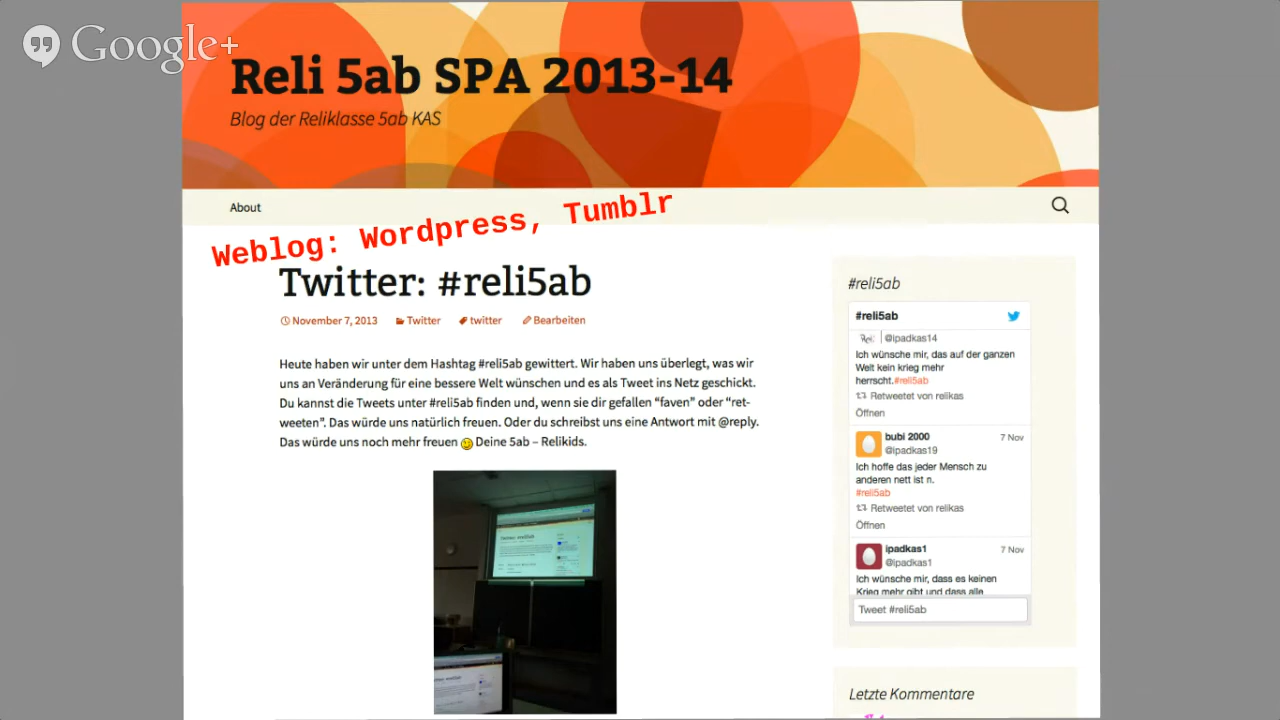 Google+
Reli 5ab SPA 2013-14
Blog der Reliklasse 5ab KAS
About
Weblog: Wordpress, Tumblr
Twitter: #reli5ab
November 7, 2013 Twitter twitter Bearbeiten
Heute haben wir unter dem Hashtag #reli5ab gewittert. Wir haben uns überlegt, was wir
uns an Veränderung für eine bessere Welt wünschen und es als Tweet ins Netz geschickt.
Du kannst die Tweets unter #reli5ab finden und, wenn sie dir gefallen “faven” oder “ret-
weeten”. Das würde uns natürlich freuen. Oder du schreibst uns eine Antwort mit @reply.
Das würde uns noch mehr freuen Deine 5ab – Relikids.
#reli5ab
#reli5ab
@ipadkas14
Ich wünsche mir, das auf der ganzen
Welt kein krieg mehr
herrscht.#reli5ab
Retweetet von relikas
Öffnen
bubi 2000 7 Nov
@ipadkas19
Ich hoffe das jeder Mensch zu
anderen nett ist n.
#reli5ab
Retweetet von relikas
Öffnen
ipadkas1 7 Nov
@ipadkas1
Ich wünsche mir, dass es keinen
Krieg mehr gibt und dass alle
Tweet #reli5ab
Letzte Kommentare